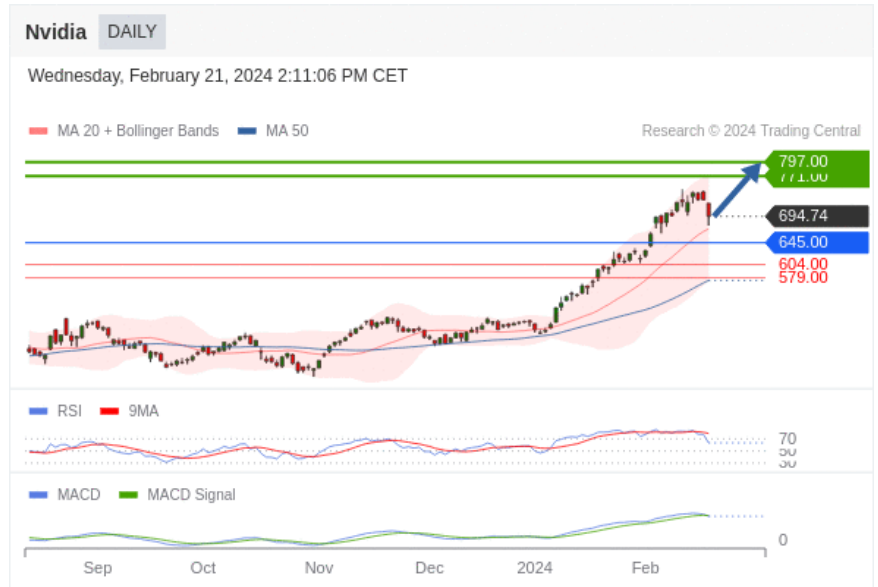 Nvidia DAILY
Wednesday, February 21, 2024 2:11:06 PM CET
MA 20 + Bollinger Bands MA 50 Research © 2024 Trading Central
797.00
771.00
694.74
645.00
604.00
579.00
RSI 9MA
70
50
30
MACD MACD Signal
0
Sep Oct Nov Dec 2024 Feb